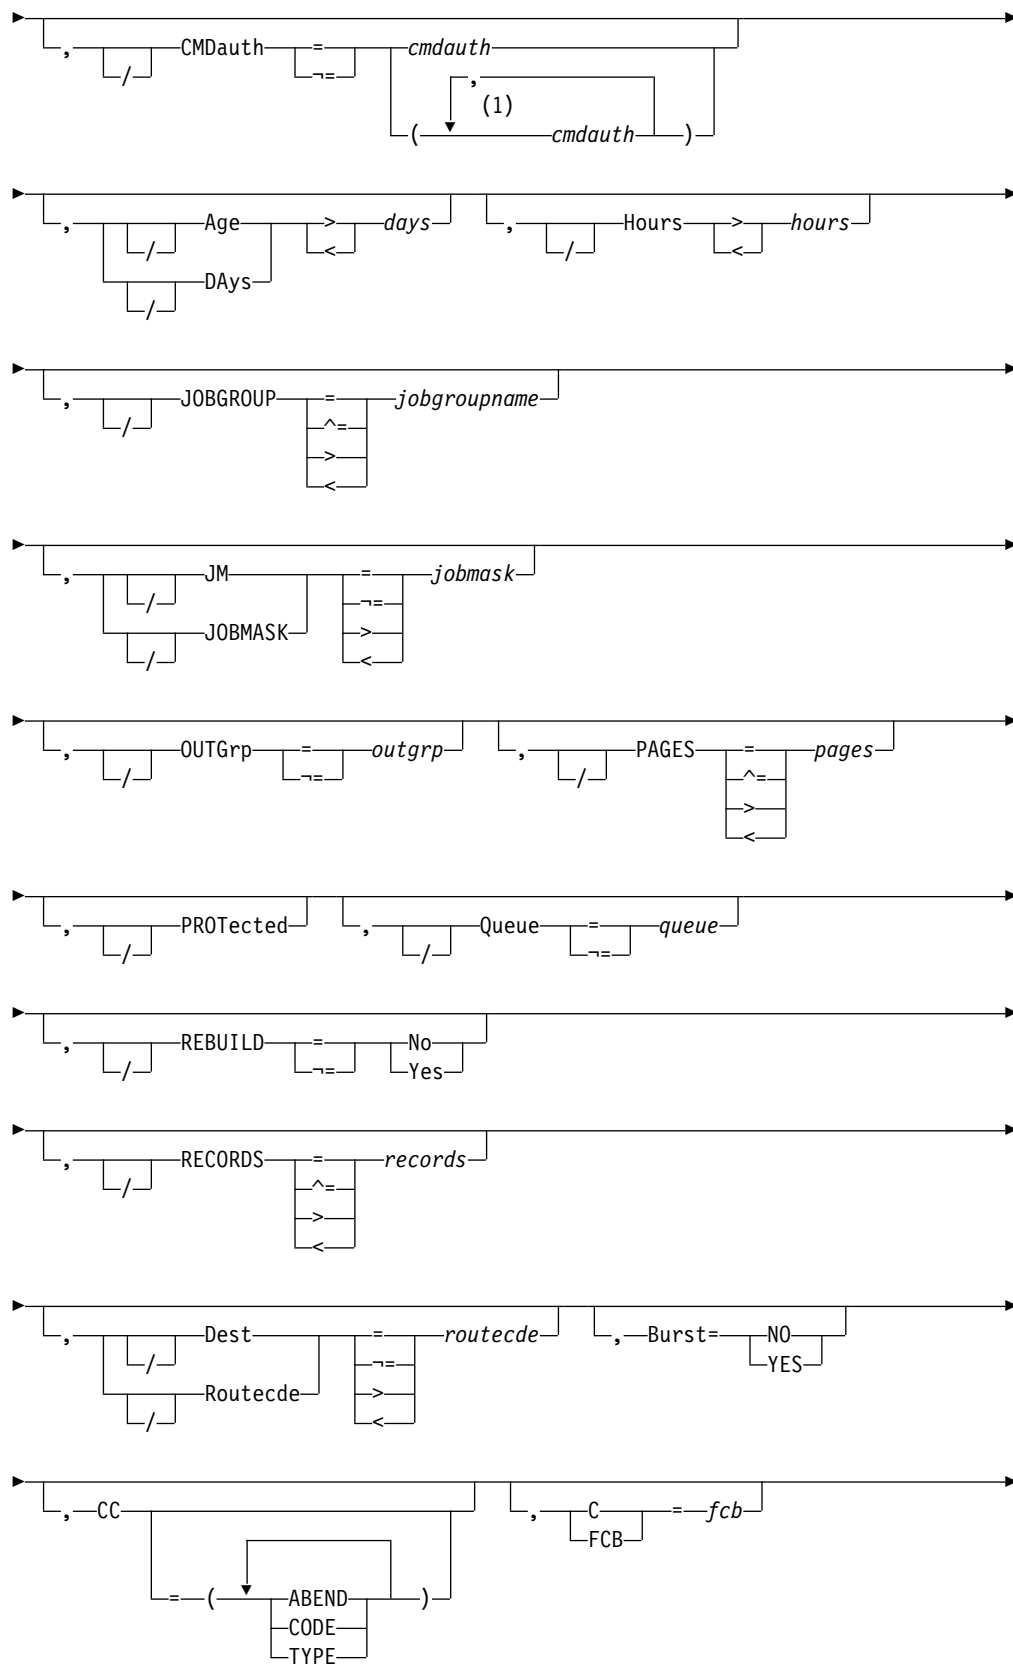 , / CMDauth = cmdauth
¬=
,
(1)
( cmdauth )
, / Age > days , / Hours > hours
/ < / <
DAys
/
, / JOBGROUP = jobgroupname
^=
>
<
, JM = jobmask
/ ¬=
JOBMASK >
/ <
, OUTGrp = outgrp , PAGES = pages
/ ¬= / ^=
>
<
, PROTected , Queue = queue
/ / ¬=
, REBUILD = No
/ ¬= Yes
, RECORDS = records
/ ^=
>
<
, Dest = routecde , Burst= NO
/ ¬= YES
Routecde >
/ <
, CC , C = fcb
FCB
= ( ABEND )
CODE
TYPE